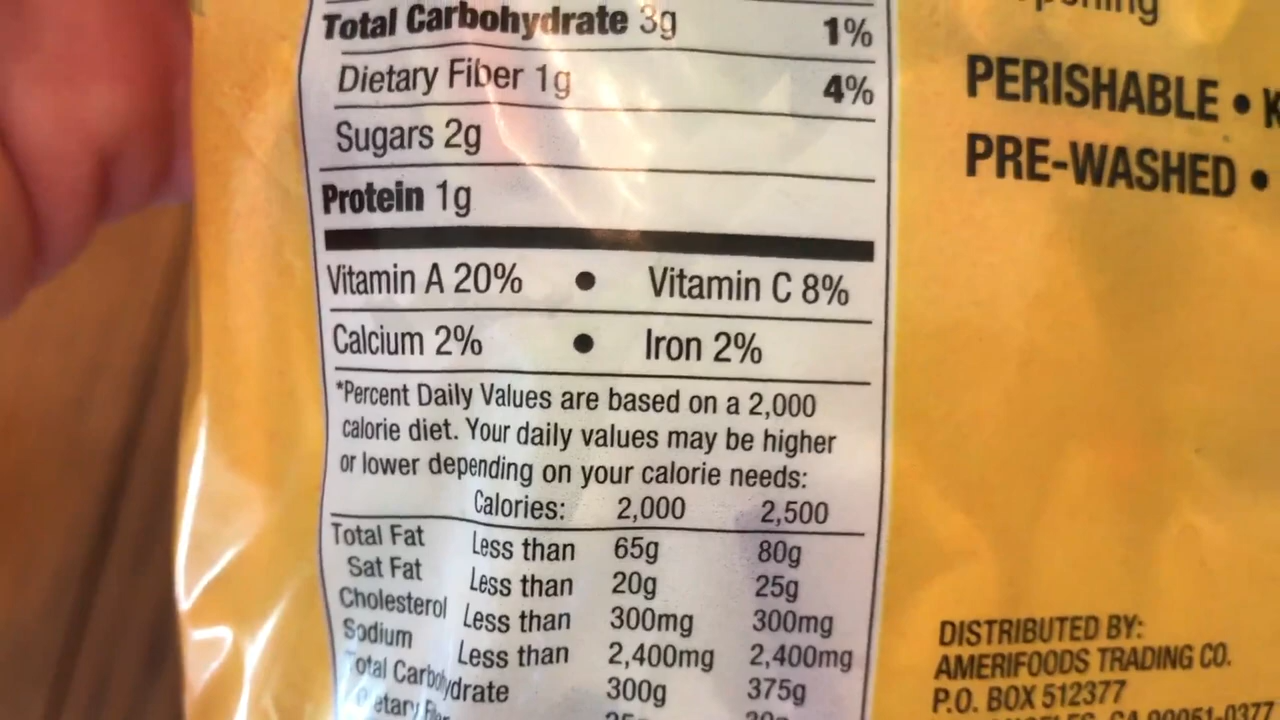 Total Carbohydrate 3g 1%
Dietary Fiber 1g 4%
Sugars 2g
Protein 1g
Vitamin A 20% • Vitamin C 8%
Calcium 2% • Iron 2%
*Percent Daily Values are based on a 2,000
calorie diet. Your daily values may be higher
or lower depending on your calorie needs:
Calories: 2,000 2,500
Total Fat Less than 65g 80g
Sat Fat Less than 20g 25g
Cholesterol Less than 300mg 300mg
Sodium Less than 2,400mg 2,400mg
Total Carbohydrate 300g 375g
PERISHABLE •
PRE-WASHED •
DISTRIBUTED BY:
AMERIFOODS TRADING CO.
P.O. BOX 512377
CA 90051-0377